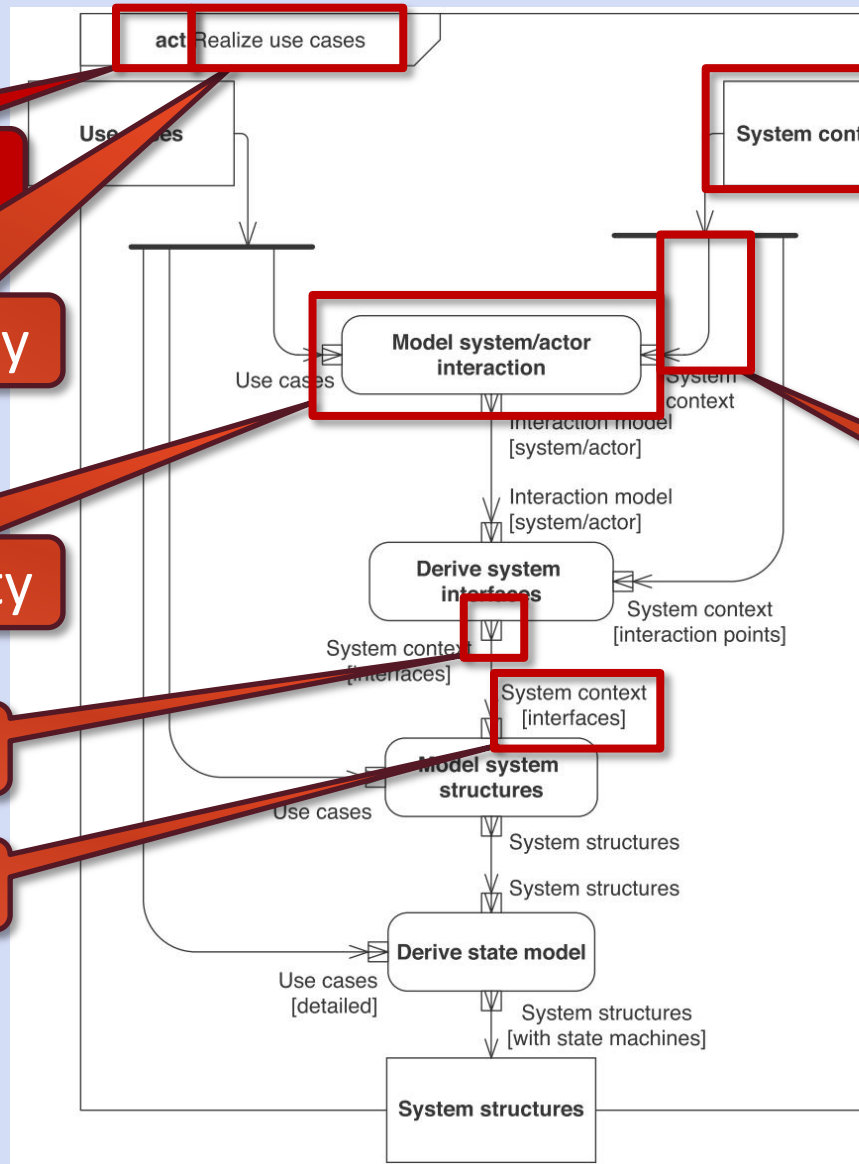 act Realize use cases
Use cases
System cont
y
Model system/actor
interaction
Use cases
System
context
Interaction model
[system/actor]
Interaction model
[system/actor]
Derive system
interfaces
ty
System context
[interaction points]
System context
[interfaces]
System context
[interfaces]
Model system
structures
Use cases
System structures
System structures
Derive state model
Use cases
[detailed]
System structures
[with state machines]
System structures